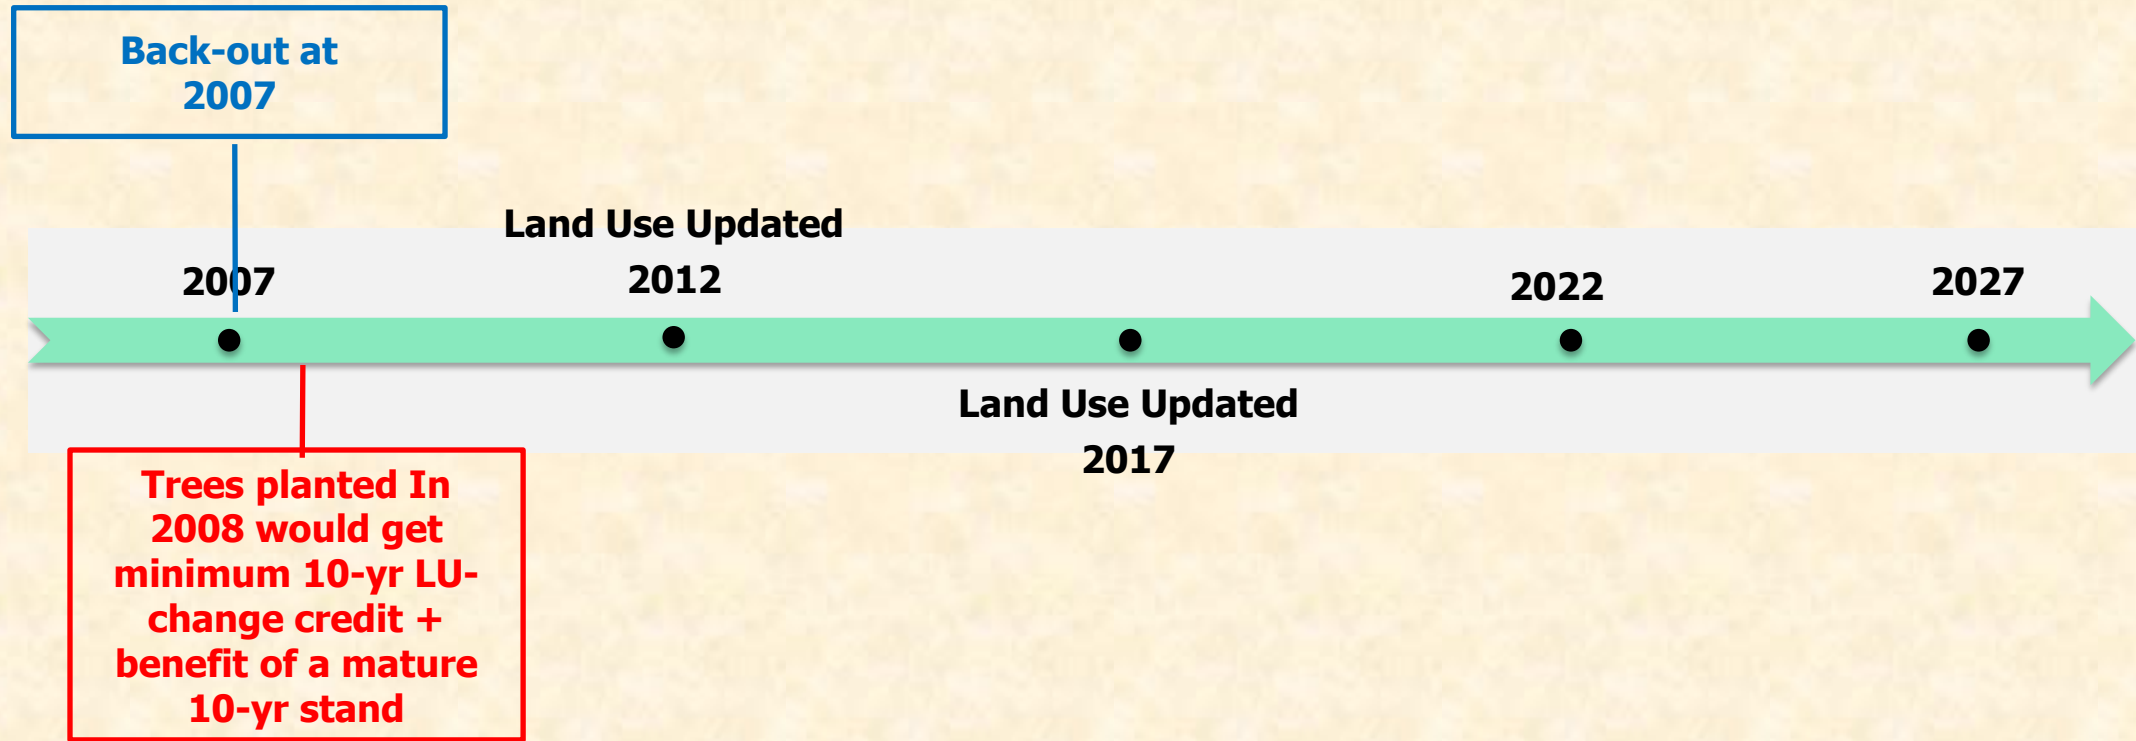 Back-out at
2007
Land Use Updated
2007
2012
2022
2027
Land Use Updated
2017
Trees planted In
2008 would get
minimum 10-yr LU-
change credit +
benefit of a mature
10-yr stand